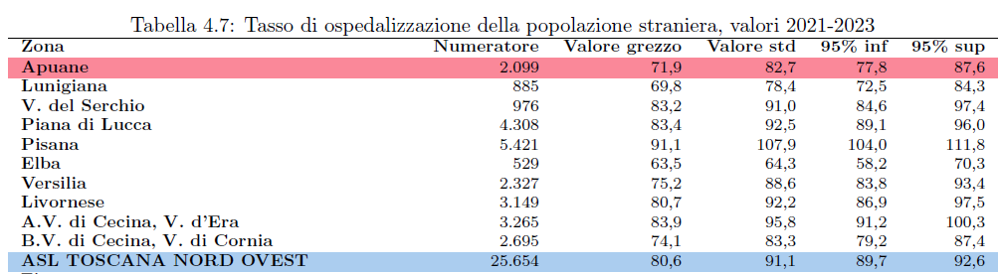 Tabella 4.7: Tasso di ospedalizzazione della popolazione straniera, valori 2021-2023
Zona Numeratore Valore grezzo Valore std 95% inf 95% sup
Apuane 2.099 71,9 82,7 77,8 87,6
Lunigiana 885 69,8 78,4 72,5 84,3
V. del Serchio 976 83,2 91,0 84,6 97,4
Piana di Lucca 4.308 83,4 92,5 89,1 96,0
Pisana 5.421 91,1 107,9 104,0 111,8
Elba 529 63,5 64,3 58,2 70,3
Versilia 2.327 75,2 88,6 83,8 93,4
Livornese 3.149 80,7 92,2 86,9 97,5
A.V. di Cecina, V. d'Era 3.265 83,9 95,8 91,2 100,3
B.V. di Cecina, V. di Cornia 2.695 74,1 83,3 79,2 87,4
ASL TOSCANA NORD OVEST 25.654 80,6 91,1 89,7 92,6